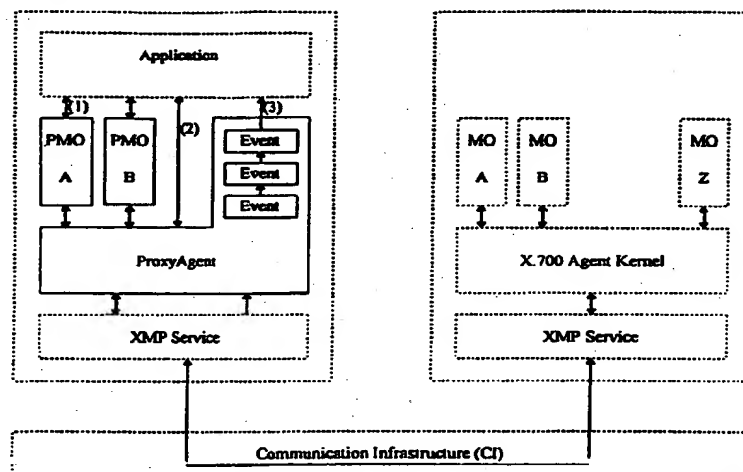 Application
(1)
(2)
(3)
PMO
A
PMO
B
Event
Event
Event
ProxyAgent
XMP Service
MO
A
MO
B
MO
Z
X.700 Agent Kernel
XMP Service
Communication Infrastructure (CI)